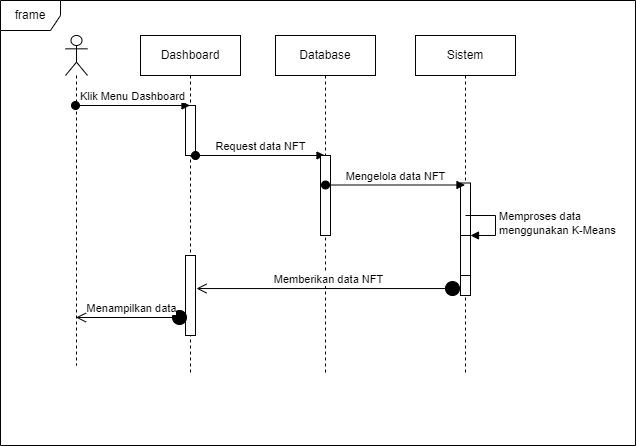 frame
Dashboard
Database
Sistem
Klik Menu Dashboard
Request data NFT
Mengelola data NFT
Memproses data
menggunakan K-Means
Memberikan data NFT
Menampilkan data